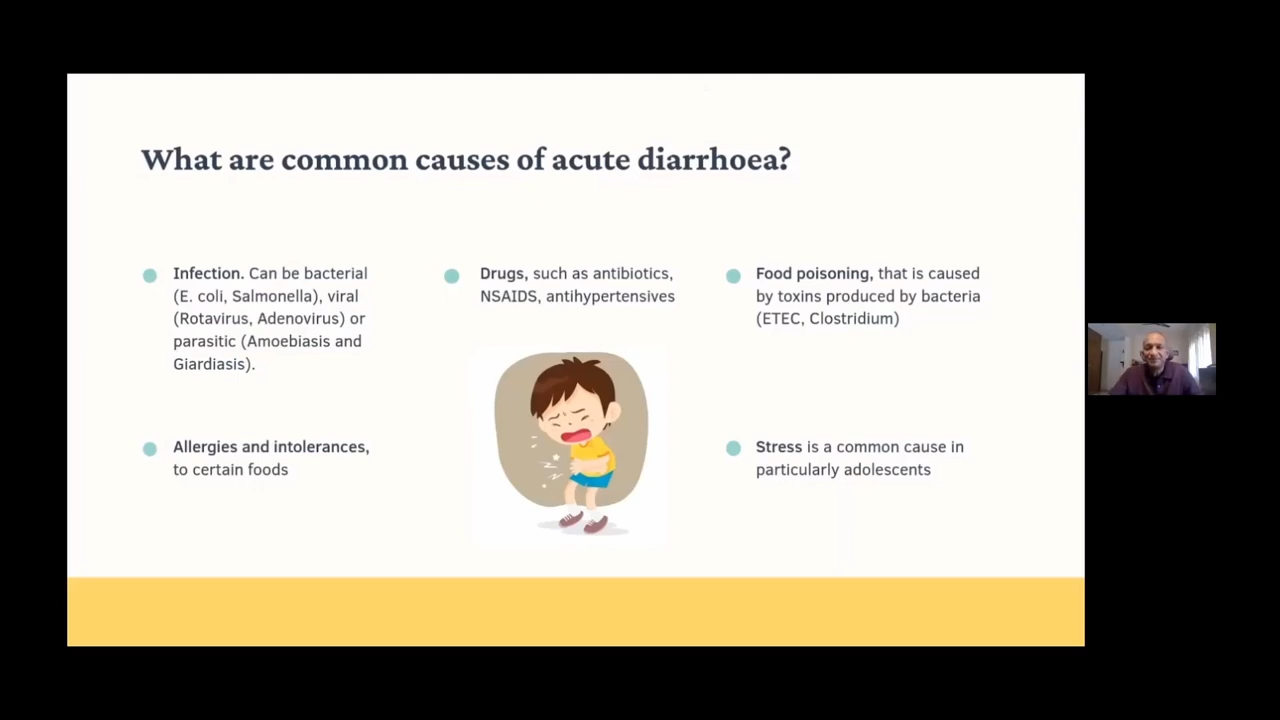 What are common causes of acute diarrhoea?
Infection. Can be bacterial
(E. coli, Salmonella), viral
(Rotavirus, Adenovirus) or
parasitic (Amoebiasis and
Giardiasis).
Drugs, such as antibiotics,
NSAIDS, antihypertensives
Food poisoning, that is caused
by toxins produced by bacteria
(ETEC, Clostridium)
Allergies and intolerances,
to certain foods
Stress is a common cause in
particularly adolescents